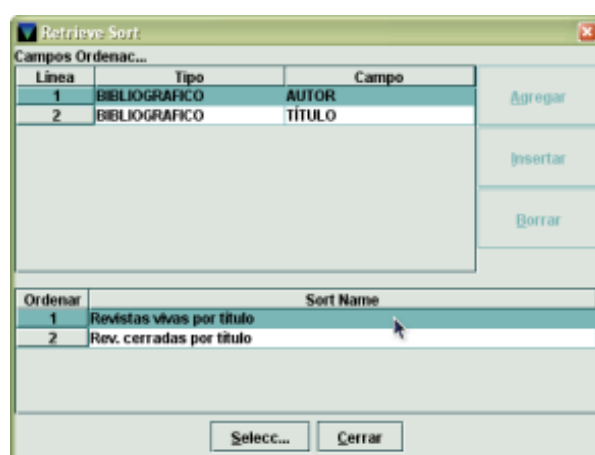 Retrieve Sort
Campos Ordenac...
Línea Tipo Campo
1 BIBLIOGRAFICO AUTOR
2 BIBLIOGRAFICO TÍTULO
Agregar
Insertar
Borrar
Ordenar Sort Name
1 Revistas vivas por título
2 Rev. cerradas por título
Selecc... Cerrar